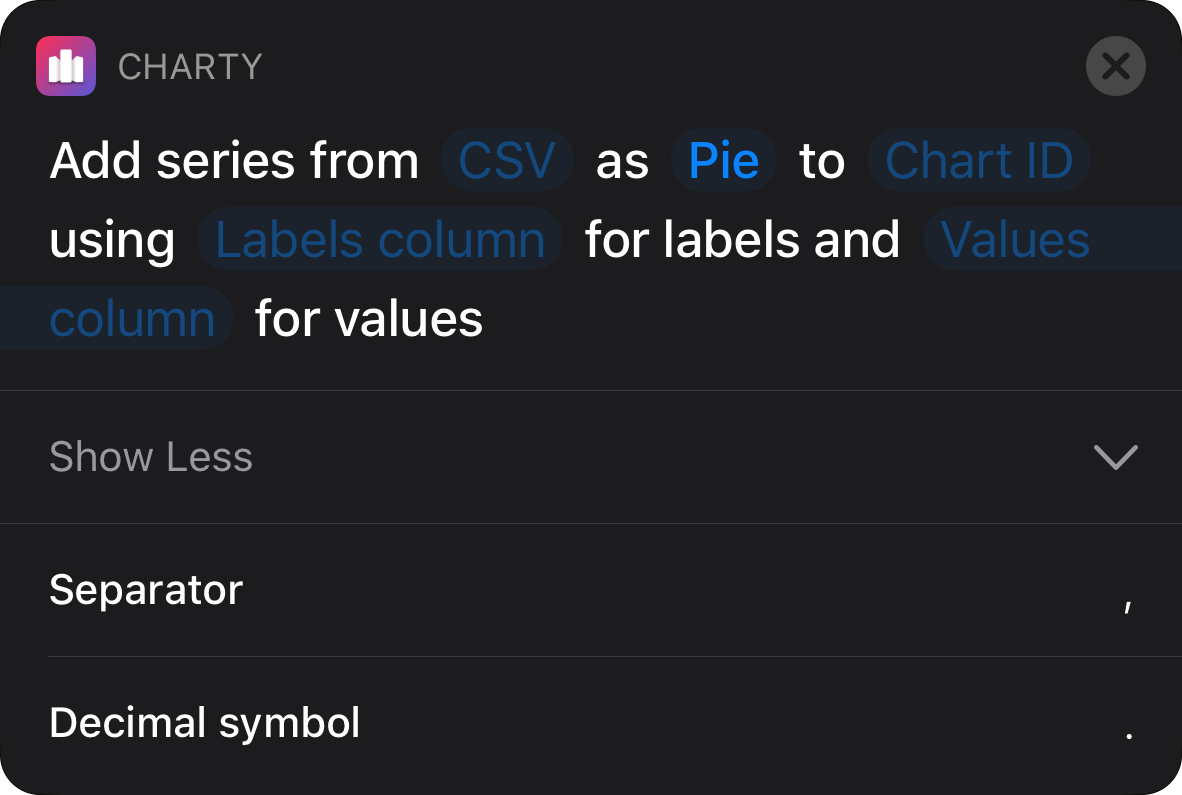 CHARTY
Add series from CSV as Pie to Chart ID
using Labels column for labels and Values
column for values
Show Less
Separator ,
Decimal symbol .